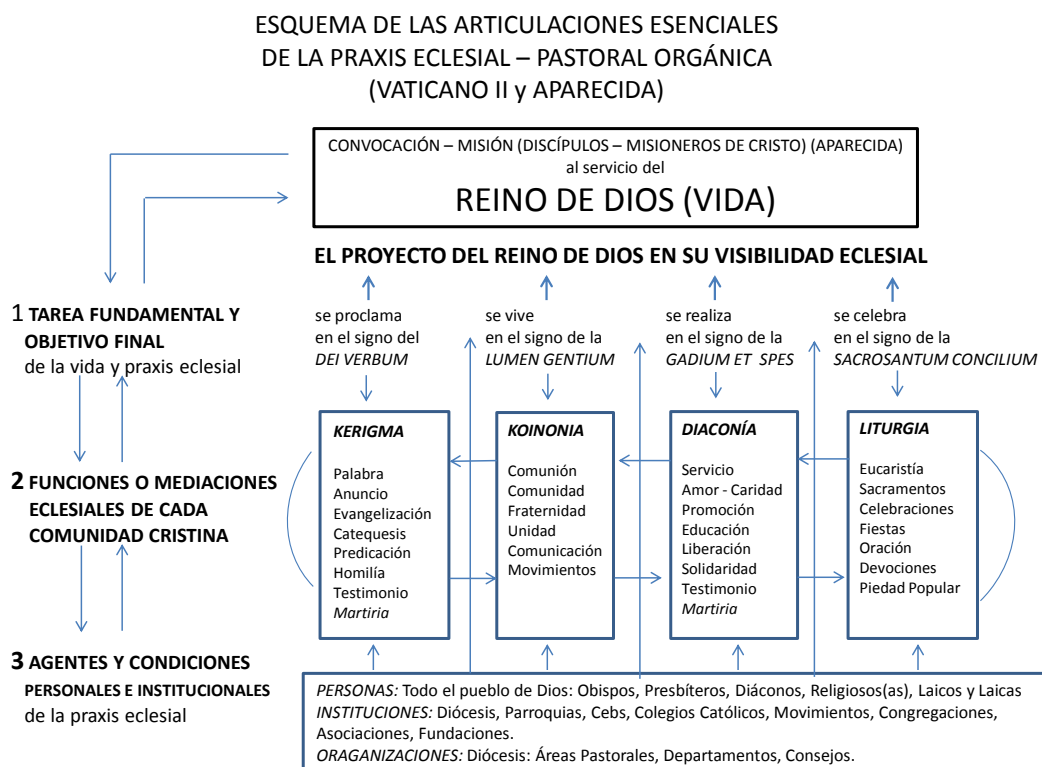 ESQUEMA DE LAS ARTICULACIONES ESENCIALES
DE LA PRAXIS ECLESIAL – PASTORAL ORGÁNICA
(VATICANO II y APARECIDA)
CONVOCACIÓN – MISIÓN (DISCÍPULOS – MISIONEROS DE CRISTO) (APARECIDA)
al servicio del
REINO DE DIOS (VIDA)
EL PROYECTO DEL REINO DE DIOS EN SU VISIBILIDAD ECLESIAL
1 TAREA FUNDAMENTAL Y
OBJETIVO FINAL
de la vida y praxis eclesial
se proclama
en el signo del
DEI VERBUM
se vive
en el signo de la
LUMEN GENTIUM
se realiza
en el signo de la
GADIUM ET SPES
se celebra
en el signo de la
SACROSANTUM CONCILIUM
2 FUNCIONES O MEDIACIONES
ECLESIALES DE CADA
COMUNIDAD CRISTINA
KERIGMA
Palabra
Anuncio
Evangelización
Catequesis
Predicación
Homilía
Testimonio
Martiria
KOINONIA
Comunión
Comunidad
Fraternidad
Unidad
Comunicación
Movimientos
DIACONÍA
Servicio
Amor - Caridad
Promoción
Educación
Liberación
Solidaridad
Testimonio
Martiria
LITURGIA
Eucaristía
Sacramentos
Celebraciones
Fiestas
Oración
Devociones
Piedad Popular
3 AGENTES Y CONDICIONES
PERSONALES E INSTITUCIONALES
de la praxis eclesial
PERSONAS: Todo el pueblo de Dios: Obispos, Presbíteros, Diáconos, Religiosos(as), Laicos y Laicas
INSTITUCIONES: Diócesis, Parroquias, Cebs, Colegios Católicos, Movimientos, Congregaciones,
Asociaciones, Fundaciones.
ORAGANIZACIONES: Diócesis: Áreas Pastorales, Departamentos, Consejos.